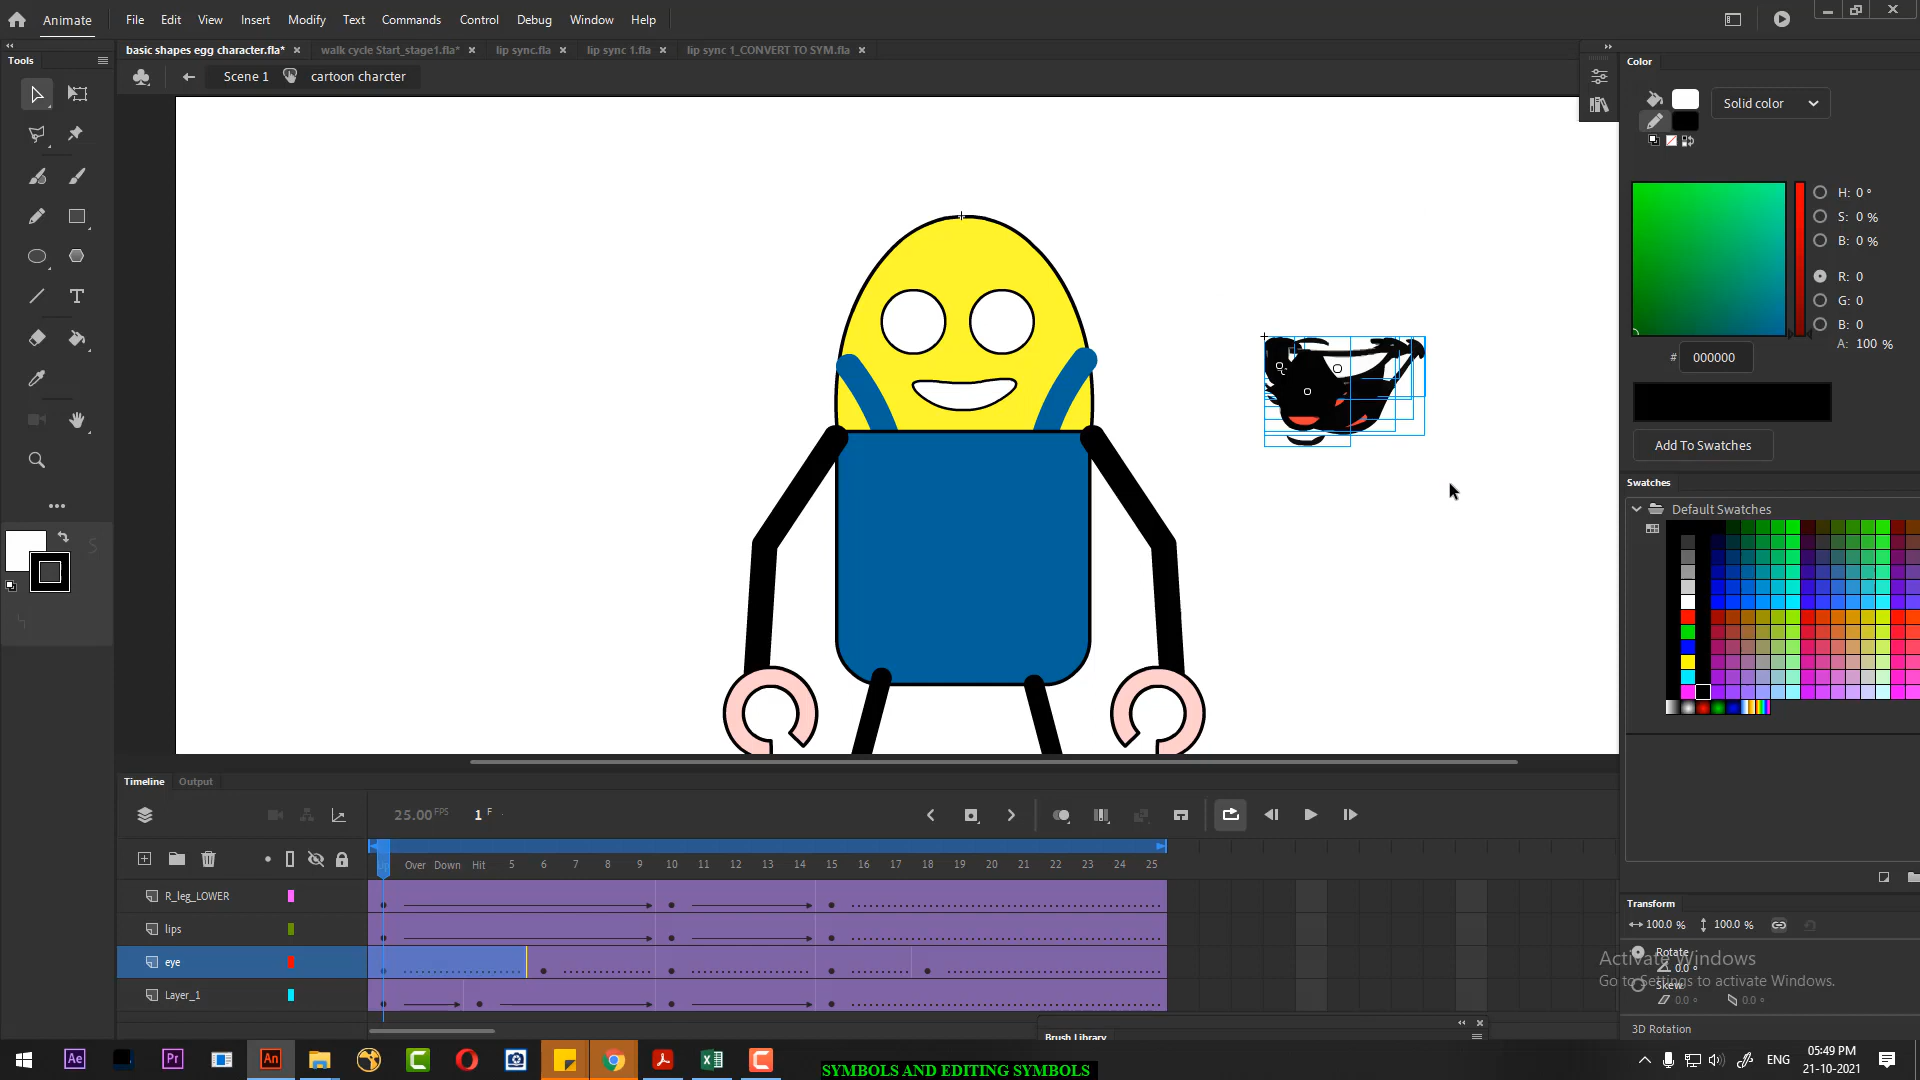 Animate File Edit View Insert Modify Text Commands Control Debug Window Help
basic shapes egg character.fla* walk cycle Start_stage1.fla* lip sync.fla lip sync 1.fla lip sync 1_CONVERT TO SYM.fla
Tools
Scene 1 cartoon charcter
Color
Solid color
H: 0 °
S: 0 %
B: 0 %
R: 0
G: 0
B: 0
A: 100 %
# 000000
Add To Swatches
Swatches
Default Swatches
Timeline Output
25.00 FPS 1 F
Over Down Hit 5 6 7 8 9 10 11 12 13 14 15 16 17 18 19 20 21 22 23 24 25
R_leg_LOWER
lips
eye
Layer_1
Transform
100.0 % 100.0 %
Rotate
0.0 °
Skew
0.0 ° 0.0 °
3D Rotation
Activate Windows
Go to Settings to activate Windows.
Brush Library
Ae Pr An
ENG
05:49 PM
21-10-2021
SYMBOLS AND EDITING SYMBOLS